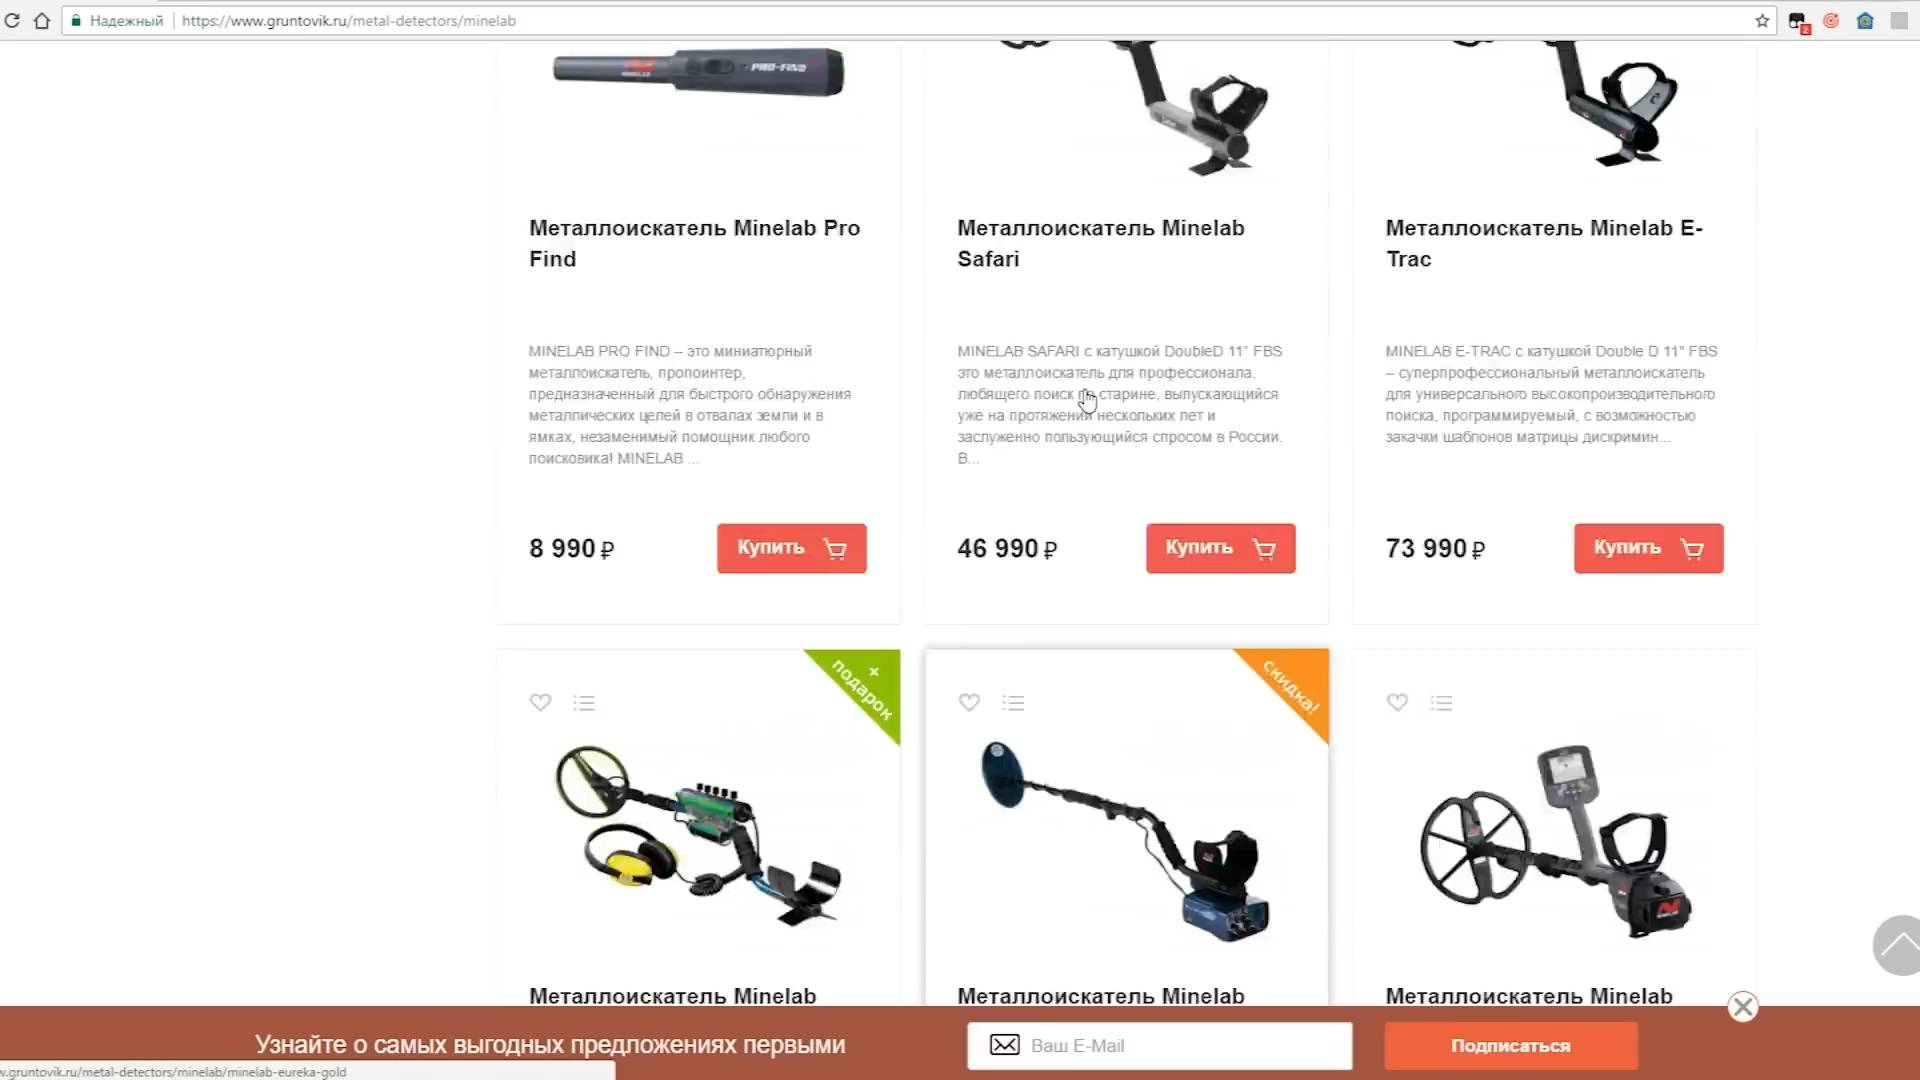 Надежный https://www.gruntovik.ru/metal-detectors/minelab
2
MINELAB PRO-FIND
Металлоискатель Minelab Pro
Find
Металлоискатель Minelab
Safari
Металлоискатель Minelab E-
Trac
MINELAB PRO FIND – это миниатюрный
металлоискатель, пропоинтер,
предназначенный для быстрого обнаружения
металлических целей в отвалах земли и в
ямках, незаменимый помощник любого
поисковика! MINELAB ...
MINELAB SAFARI с катушкой DoubleD 11” FBS
это металлоискатель для профессионала,
любящего поиск по старине, выпускающийся
уже на протяжении нескольких лет и
заслуженно пользующийся спросом в России.
В...
MINELAB E-TRAC с катушкой Double D 11" FBS
– суперпрофессиональный металлоискатель
для универсального высокопроизводительного
поиска, программируемый, с возможностью
закачки шаблонов матрицы дискримин...
8 990 ₽
Купить
46 990 ₽
Купить
73 990 ₽
Купить
+
подарок
скидка!
MINELAB
Металлоискатель Minelab
Металлоискатель Minelab
Металлоискатель Minelab
Узнайте о самых выгодных предложениях первыми
Ваш E-Mail
Подписаться
w.gruntovik.ru/metal-detectors/minelab/minelab-eureka-gold